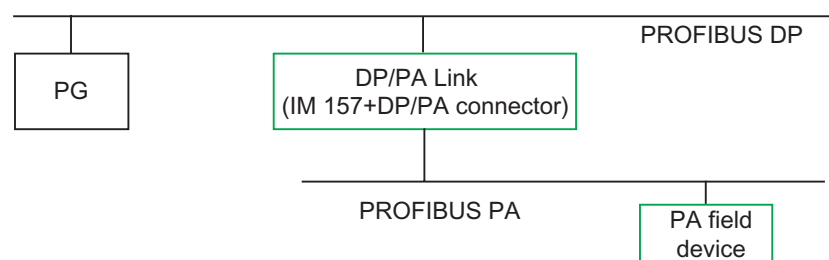 PROFIBUS DP
PG
DP/PA Link
(IM 157+DP/PA connector)
PROFIBUS PA
PA field
device